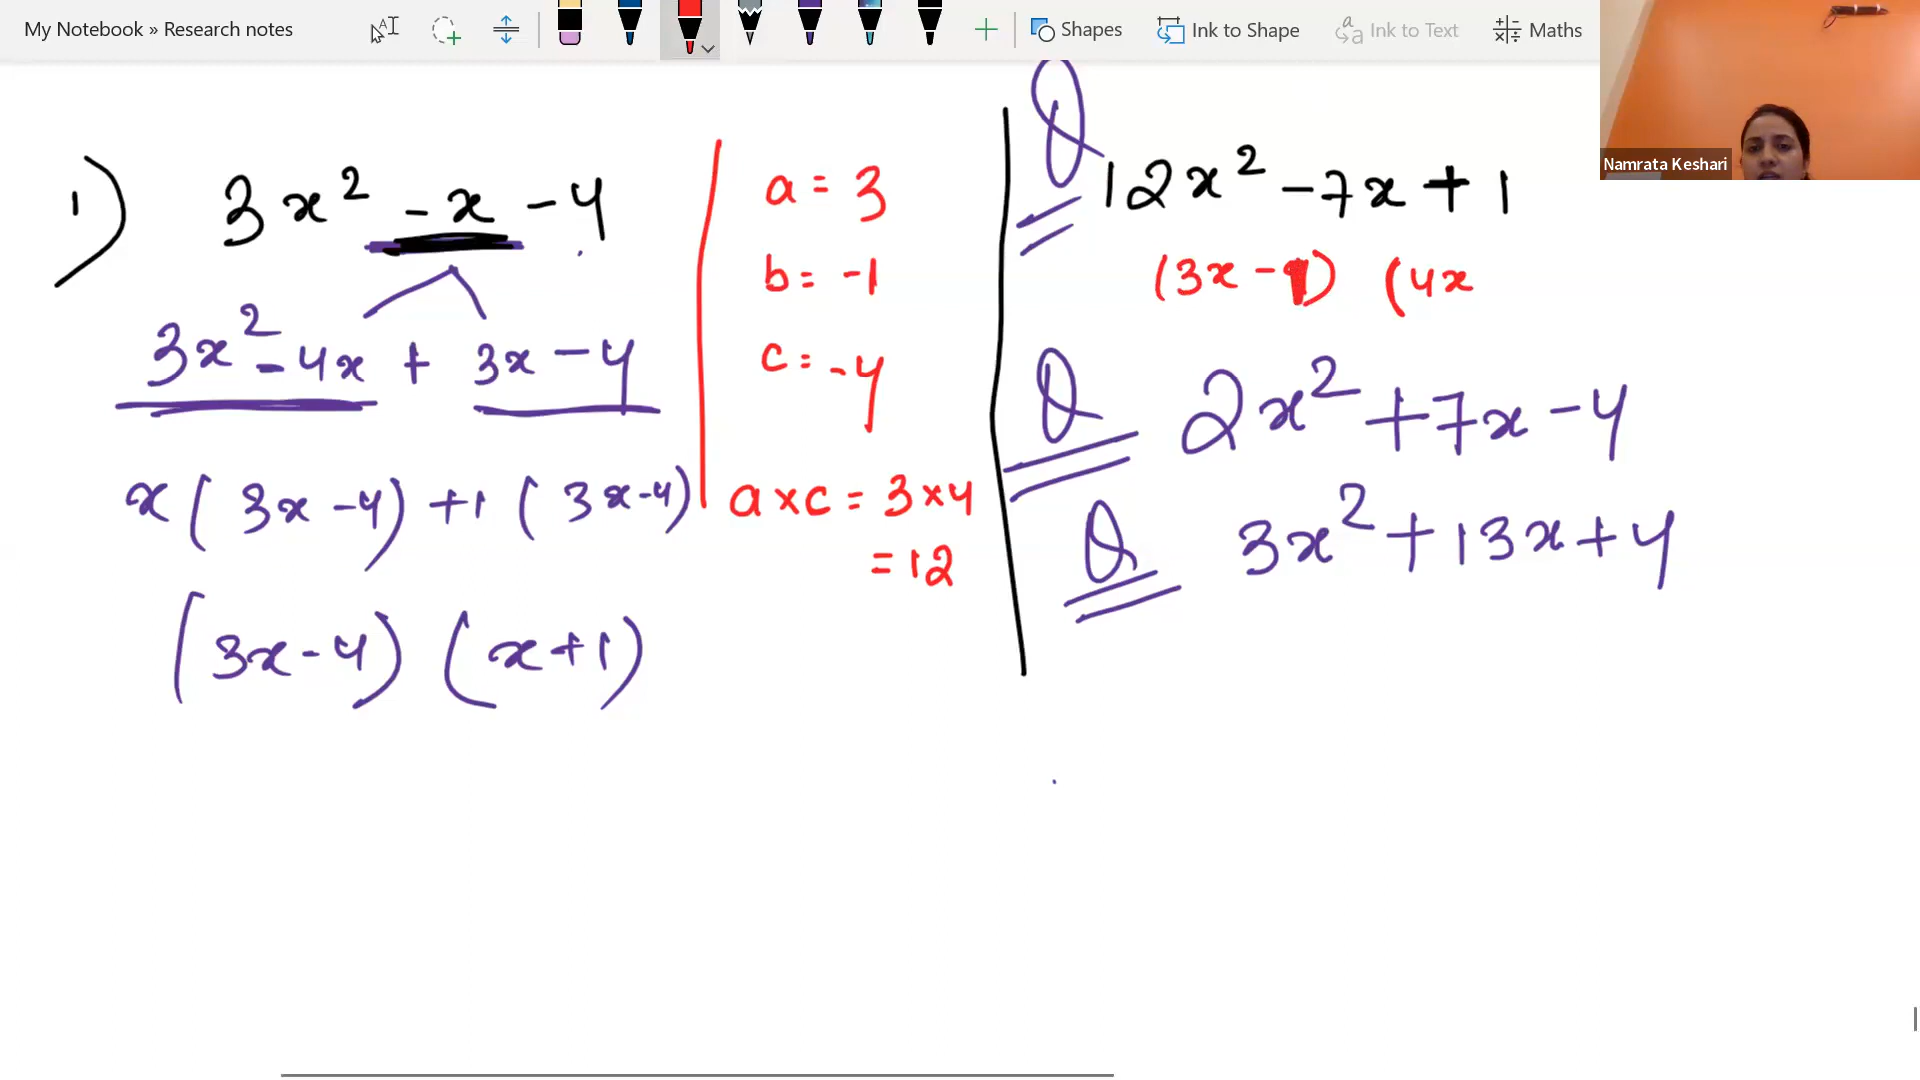 My Notebook » Research notes
Shapes
Ink to Shape
Ink to Text
Maths
Namrata Keshari
1) 3x² - x - 4
3x² - 4x + 3x - 4
x ( 3x - 4) + 1 ( 3x - 4)
(3x - 4) (x + 1)
a = 3
b = -1
c = -4
a × c = 3 × 4
= 12
Q 12x² - 7x + 1
(3x - 1) (4x
Q 2x² + 7x - 4
Q 3x² + 13x + 4